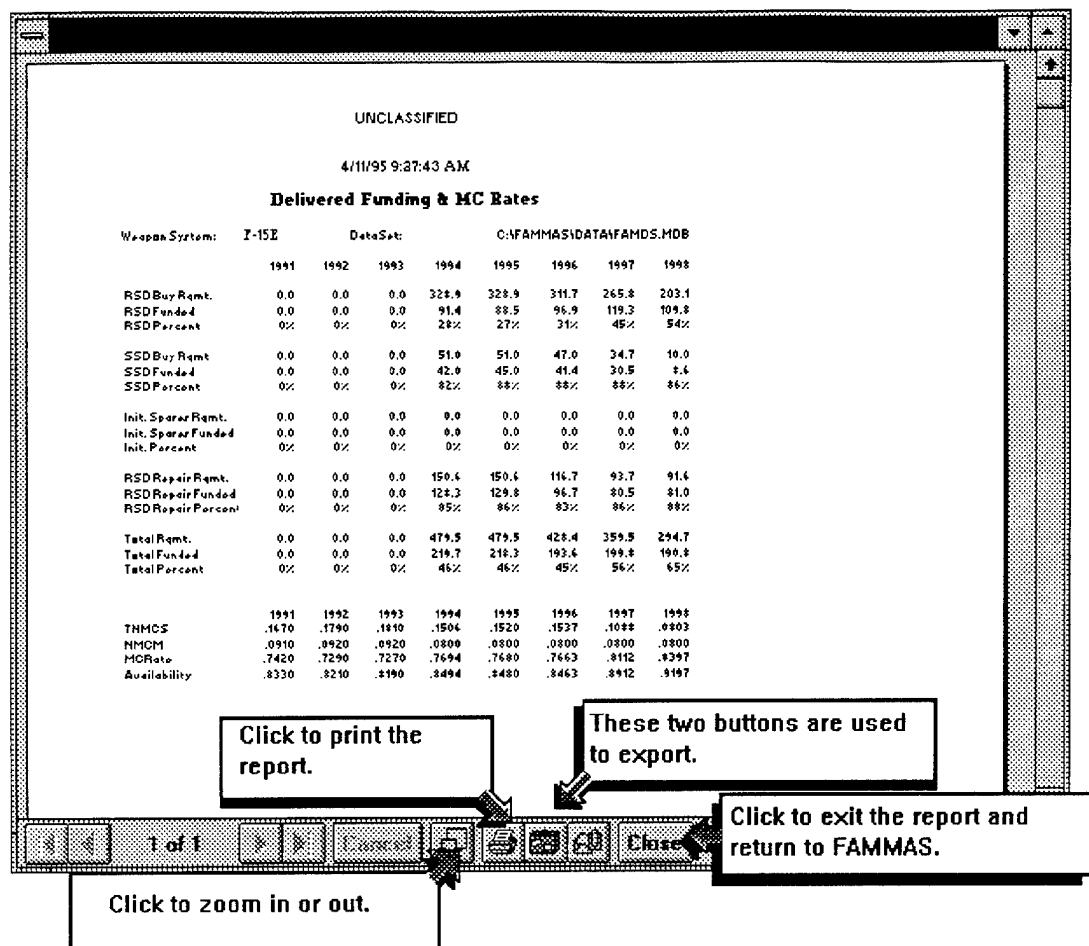 UNCLASSIFIED
4/11/95 9:27:43 AM
Delivered Funding & MC Rates
Weapon System: F-15E DataSet: C:\FAMMAS\DATA\FAMDS.MDB
1991 1992 1993 1994 1995 1996 1997 1998
RSD Buy Rqmt. 0.0 0.0 0.0 328.9 328.9 311.7 265.8 203.1
RSD Funded 0.0 0.0 0.0 91.4 88.5 96.9 119.3 109.8
RSD Percent 0% 0% 0% 28% 27% 31% 45% 54%
SSD Buy Rqmt 0.0 0.0 0.0 51.0 51.0 47.0 34.7 10.0
SSD Funded 0.0 0.0 0.0 42.0 45.0 41.4 30.5 8.6
SSD Percent 0% 0% 0% 82% 88% 88% 88% 86%
Init. Spares Rqmt. 0.0 0.0 0.0 0.0 0.0 0.0 0.0 0.0
Init. Spares Funded 0.0 0.0 0.0 0.0 0.0 0.0 0.0 0.0
Init. Percent 0% 0% 0% 0% 0% 0% 0% 0%
RSD Repair Rqmt. 0.0 0.0 0.0 150.6 150.6 116.7 93.7 91.6
RSD Repair Funded 0.0 0.0 0.0 128.3 129.8 96.7 80.5 81.0
RSD Repair Percent 0% 0% 0% 85% 86% 83% 86% 88%
Total Rqmt. 0.0 0.0 0.0 479.5 479.5 428.4 359.5 294.7
Total Funded 0.0 0.0 0.0 219.7 218.3 193.6 199.8 190.8
Total Percent 0% 0% 0% 46% 46% 45% 56% 65%
1991 1992 1993 1994 1995 1996 1997 1998
TNMCS .1670 .1790 .1810 .1506 .1520 .1537 .1088 .0803
NMCM .0910 .0920 .0920 .0800 .0800 .0800 .0800 .0800
MCRate .7420 .7290 .7270 .7694 .7680 .7663 .8112 .8397
Availability .8330 .8210 .8190 .8494 .8480 .8463 .8912 .9197
Click to print the
report.
These two buttons are used
to export.
Click to exit the report and
return to FAMMAS.
1 of 1 Cancel Close
Click to zoom in or out.